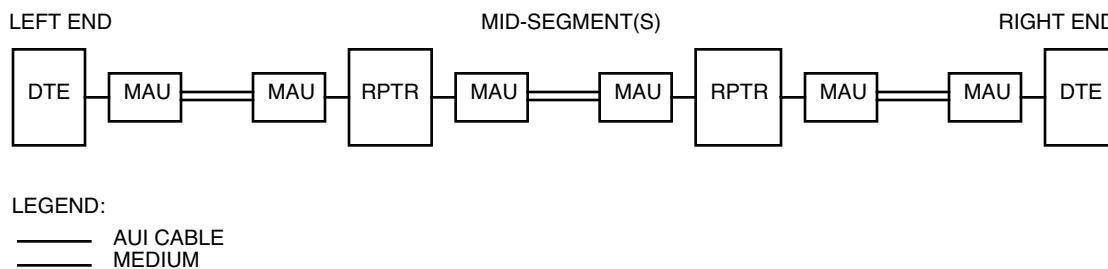 LEFT END MID-SEGMENT(S) RIGHT END
DTE MAU MAU RPTR MAU MAU RPTR MAU MAU DTE
LEGEND:
AUI CABLE
MEDIUM